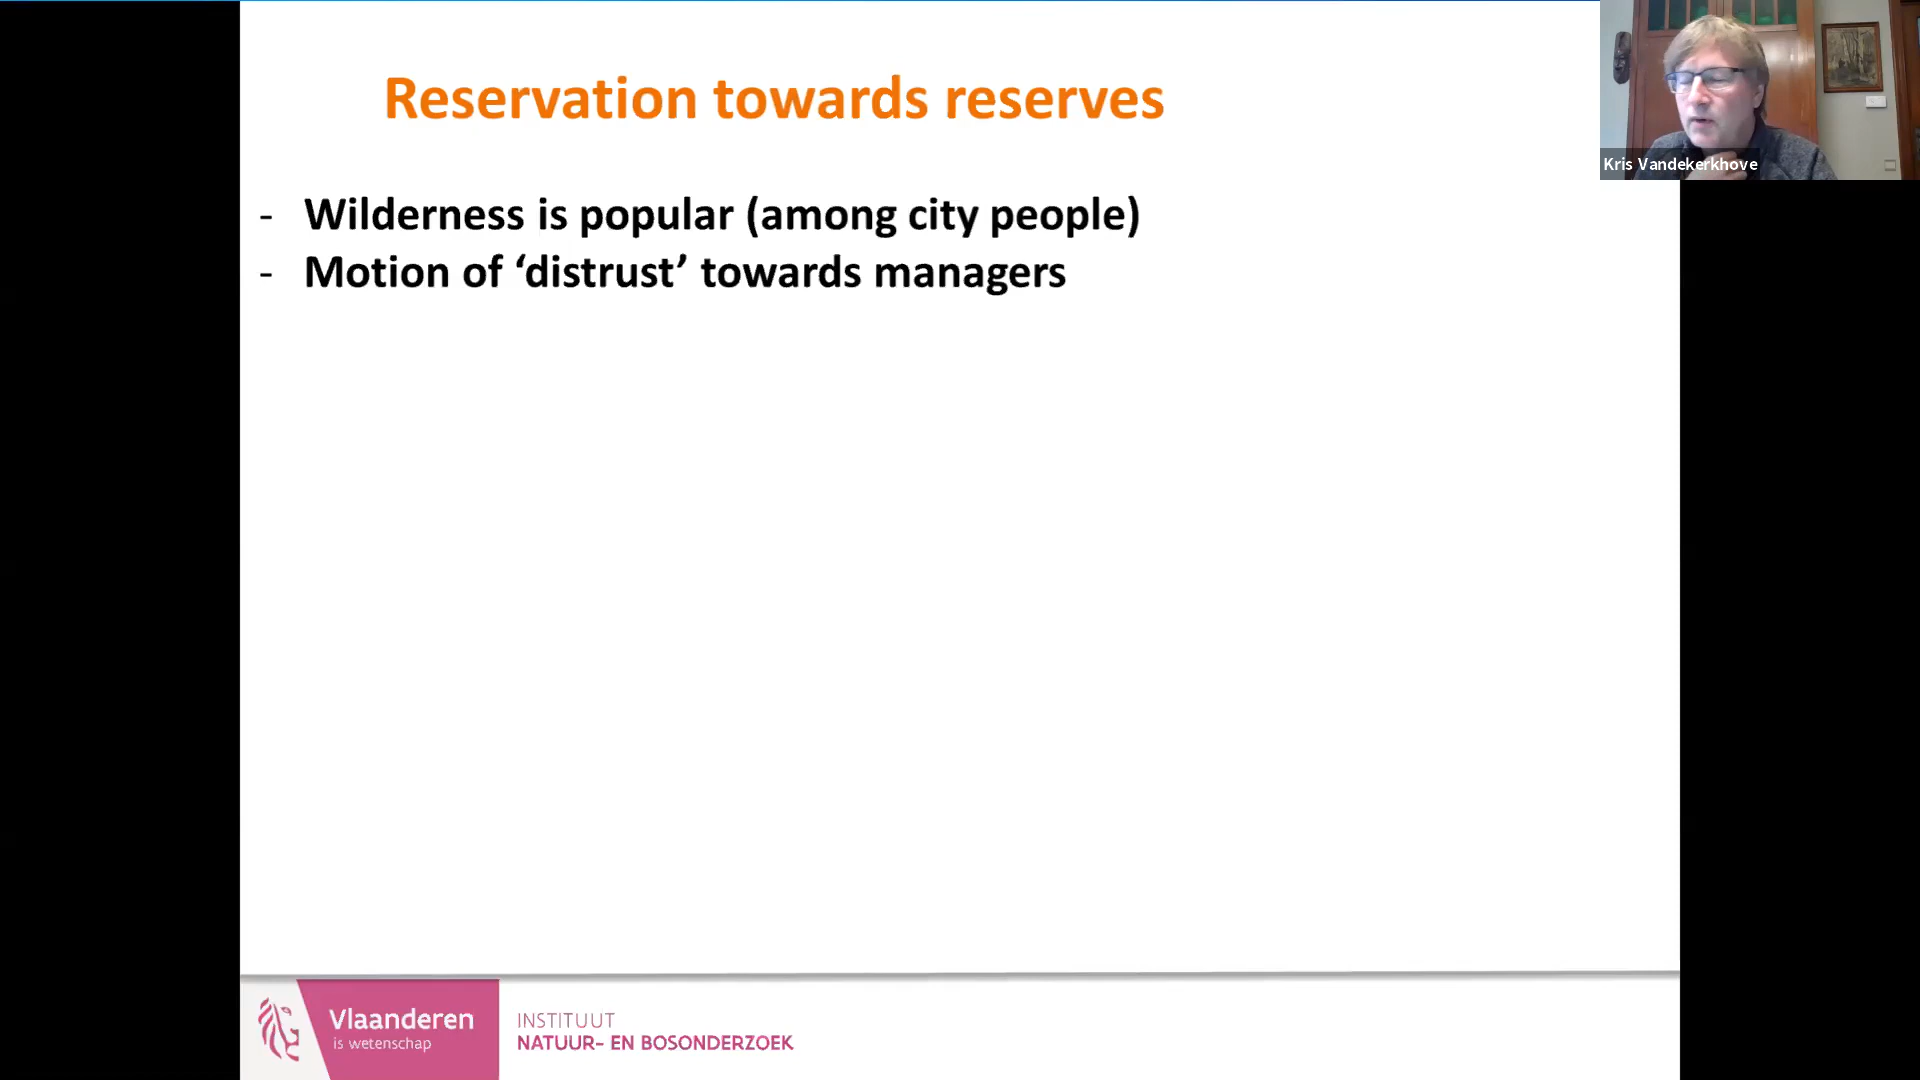 Reservation towards reserves
Kris Vandekerkhove
- Wilderness is popular (among city people)
- Motion of ‘distrust’ towards managers
Vlaanderen
is wetenschap
INSTITUUT
NATUUR- EN BOSONDERZOEK